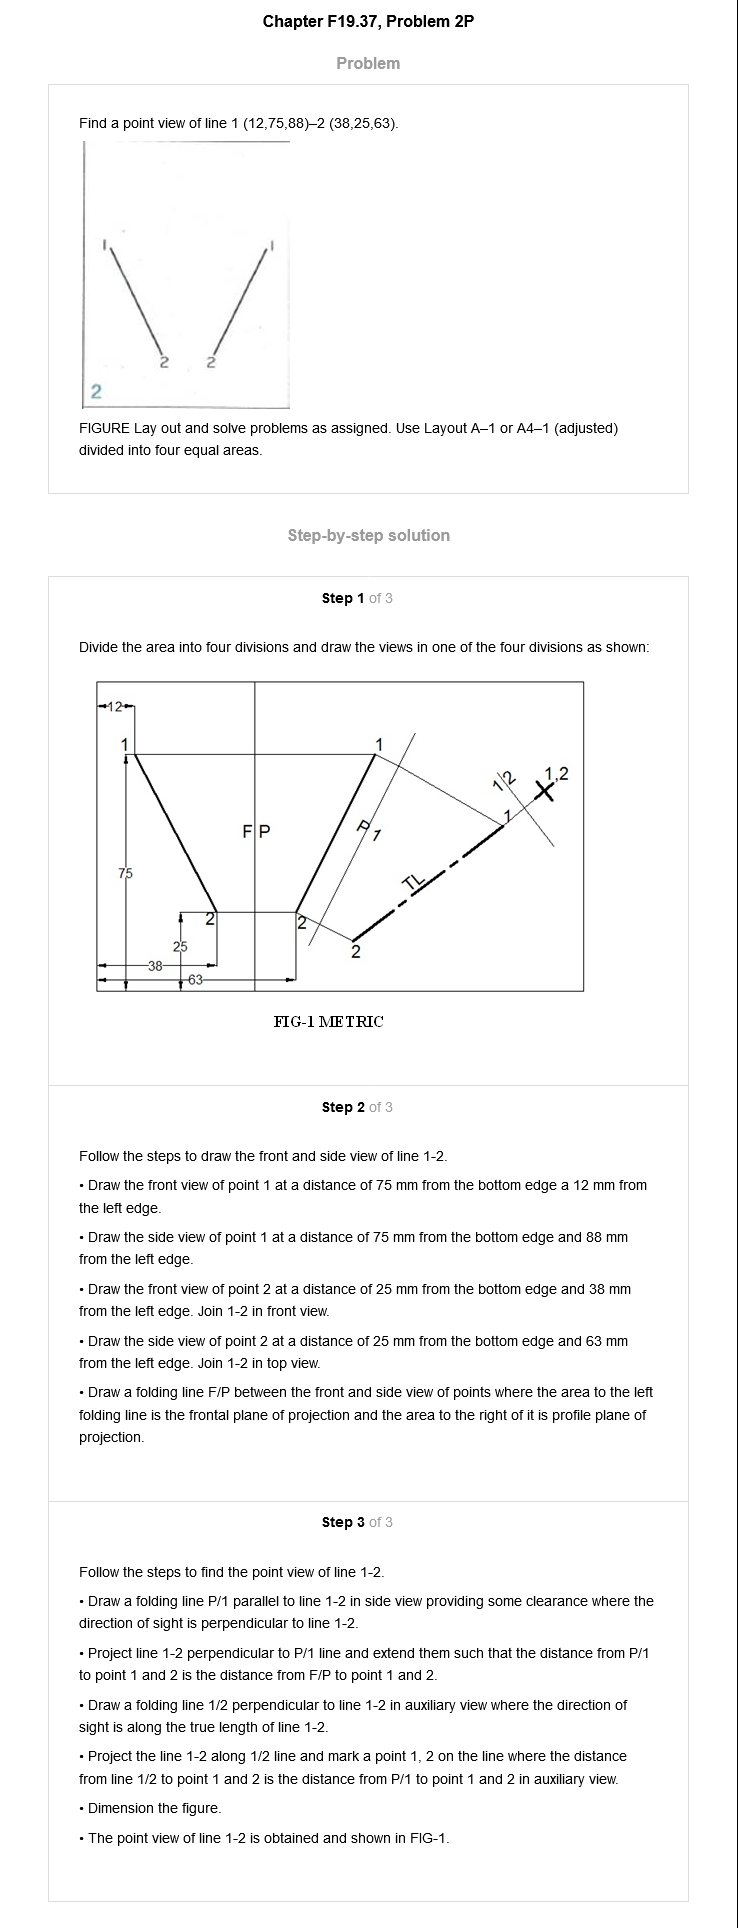 Chapter F19.37, Problem 2P
Problem
Find a point view of line 1 (12,75,88)–2 (38,25,63).
1 1
2 2
2
FIGURE Lay out and solve problems as assigned. Use Layout A–1 or A4–1 (adjusted)
divided into four equal areas.
Step-by-step solution
Step 1 of 3
Divide the area into four divisions and draw the views in one of the four divisions as shown:
12
1 1
1/2 1,2
1
F P P 1
75
TL
2 2
25 2
38
63
FIG-1 METRIC
Step 2 of 3
Follow the steps to draw the front and side view of line 1-2.
• Draw the front view of point 1 at a distance of 75 mm from the bottom edge a 12 mm from
the left edge.
• Draw the side view of point 1 at a distance of 75 mm from the bottom edge and 88 mm
from the left edge.
• Draw the front view of point 2 at a distance of 25 mm from the bottom edge and 38 mm
from the left edge. Join 1-2 in front view.
• Draw the side view of point 2 at a distance of 25 mm from the bottom edge and 63 mm
from the left edge. Join 1-2 in top view.
• Draw a folding line F/P between the front and side view of points where the area to the left
folding line is the frontal plane of projection and the area to the right of it is profile plane of
projection.
Step 3 of 3
Follow the steps to find the point view of line 1-2.
• Draw a folding line P/1 parallel to line 1-2 in side view providing some clearance where the
direction of sight is perpendicular to line 1-2.
• Project line 1-2 perpendicular to P/1 line and extend them such that the distance from P/1
to point 1 and 2 is the distance from F/P to point 1 and 2.
• Draw a folding line 1/2 perpendicular to line 1-2 in auxiliary view where the direction of
sight is along the true length of line 1-2.
• Project the line 1-2 along 1/2 line and mark a point 1, 2 on the line where the distance
from line 1/2 to point 1 and 2 is the distance from P/1 to point 1 and 2 in auxiliary view.
• Dimension the figure.
• The point view of line 1-2 is obtained and shown in FIG-1.